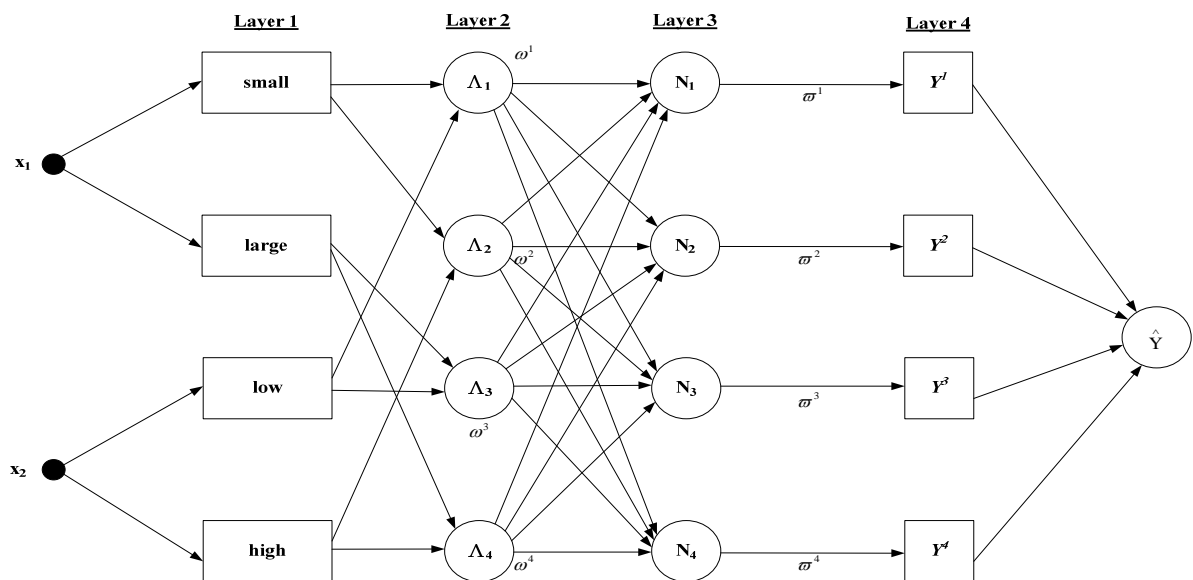 Layer 1 Layer 2 Layer 3 Layer 4
small Λ₁ ω¹ N₁ ϖ¹ Y¹
x₁
large Λ₂ ω² N₂ ϖ² Y²
Ŷ
low Λ₃ ω³ N₃ ϖ³ Y³
x₂
high Λ₄ ω⁴ N₄ ϖ⁴ Y⁴